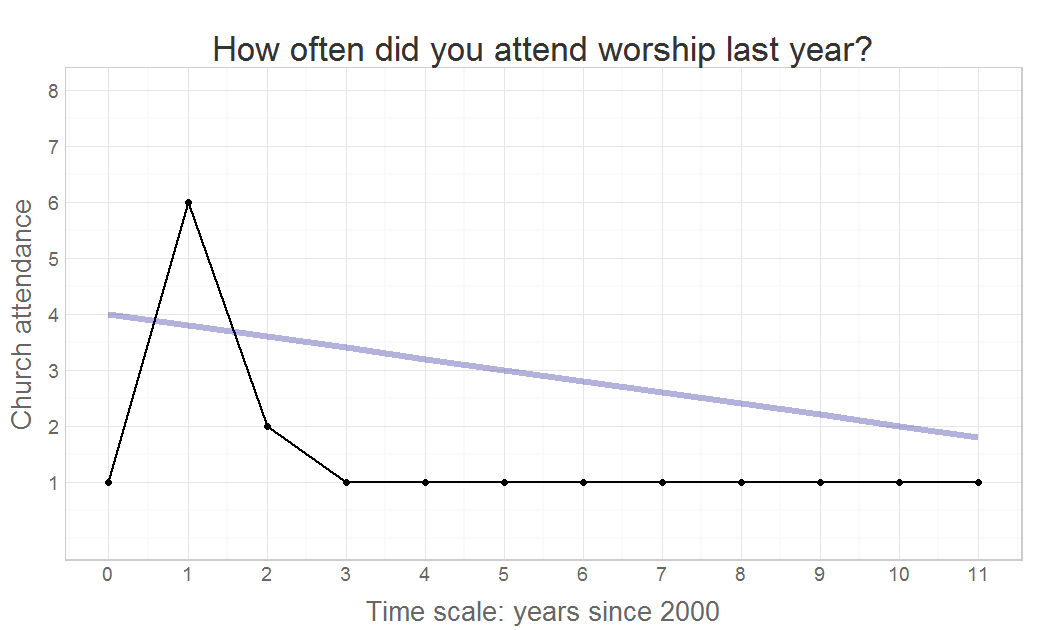 How often did you attend worship last year?
Church attendance
8
7
6
5
4
3
2
1
0 1 2 3 4 5 6 7 8 9 10 11
Time scale: years since 2000